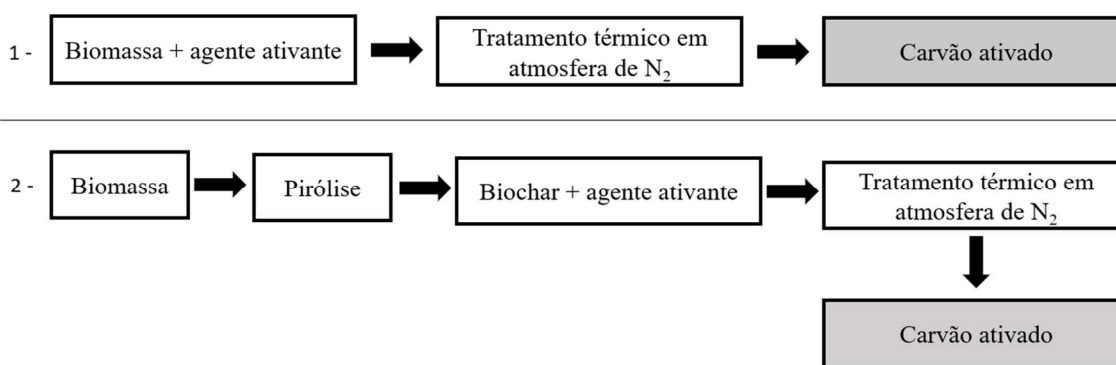 1 -
Biomassa + agente ativante
Tratamento térmico em
atmosfera de N₂
Carvão ativado
2 -
Biomassa
Pirólise
Biochar + agente ativante
Tratamento térmico em
atmosfera de N₂
Carvão ativado